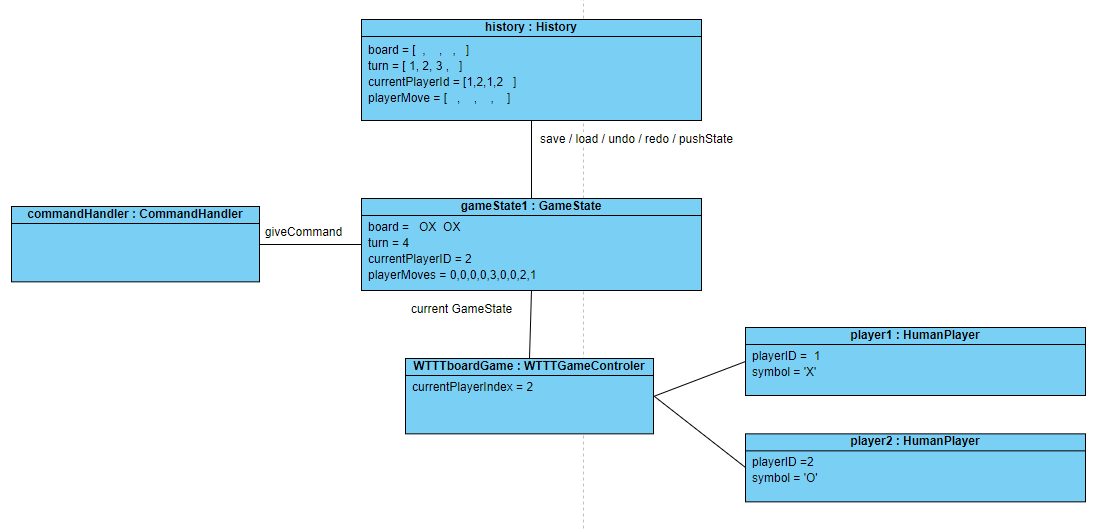 history : History
board = [  ,    ,   ,   ]
turn = [ 1, 2, 3 ,   ]
currentPlayerId = [1,2,1,2   ]
playerMove = [   ,    ,    ,    ]
save / load / undo / redo / pushState
commandHandler : CommandHandler
giveCommand
gameState1 : GameState
board =   OX  OX
turn = 4
currentPlayerID = 2
playerMoves = 0,0,0,0,3,0,0,2,1
current GameState
WTTTboardGame : WTTTGameControler
currentPlayerIndex = 2
player1 : HumanPlayer
playerID =  1
symbol = 'X'
player2 : HumanPlayer
playerID =2
symbol = 'O'